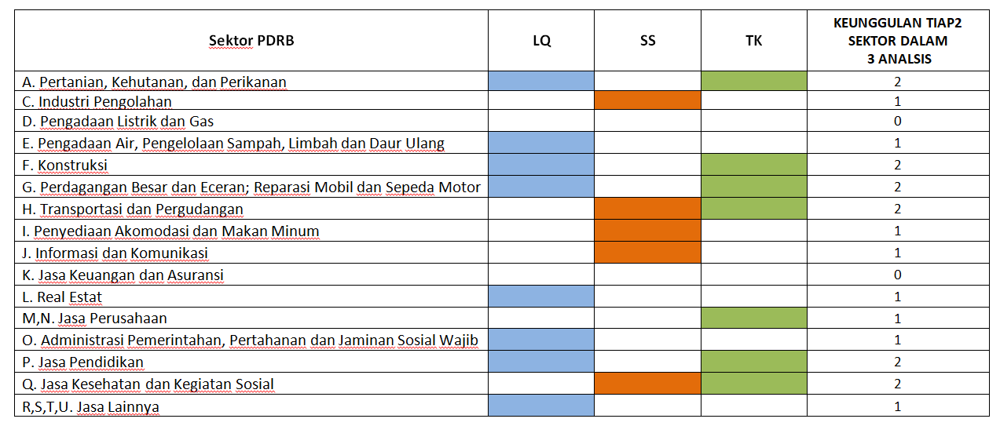 Sektor PDRB LQ SS TK KEUNGGULAN TIAP2
SEKTOR DALAM
3 ANALSIS
A. Pertanian, Kehutanan, dan Perikanan 2
C. Industri Pengolahan 1
D. Pengadaan Listrik dan Gas 0
E. Pengadaan Air, Pengelolaan Sampah, Limbah dan Daur Ulang 1
F. Konstruksi 2
G. Perdagangan Besar dan Eceran; Reparasi Mobil dan Sepeda Motor 2
H. Transportasi dan Pergudangan 2
I. Penyediaan Akomodasi dan Makan Minum 1
J. Informasi dan Komunikasi 1
K. Jasa Keuangan dan Asuransi 0
L. Real Estat 1
M,N. Jasa Perusahaan 1
O. Administrasi Pemerintahan, Pertahanan dan Jaminan Sosial Wajib 1
P. Jasa Pendidikan 2
Q. Jasa Kesehatan dan Kegiatan Sosial 2
R,S,T,U. Jasa Lainnya 1